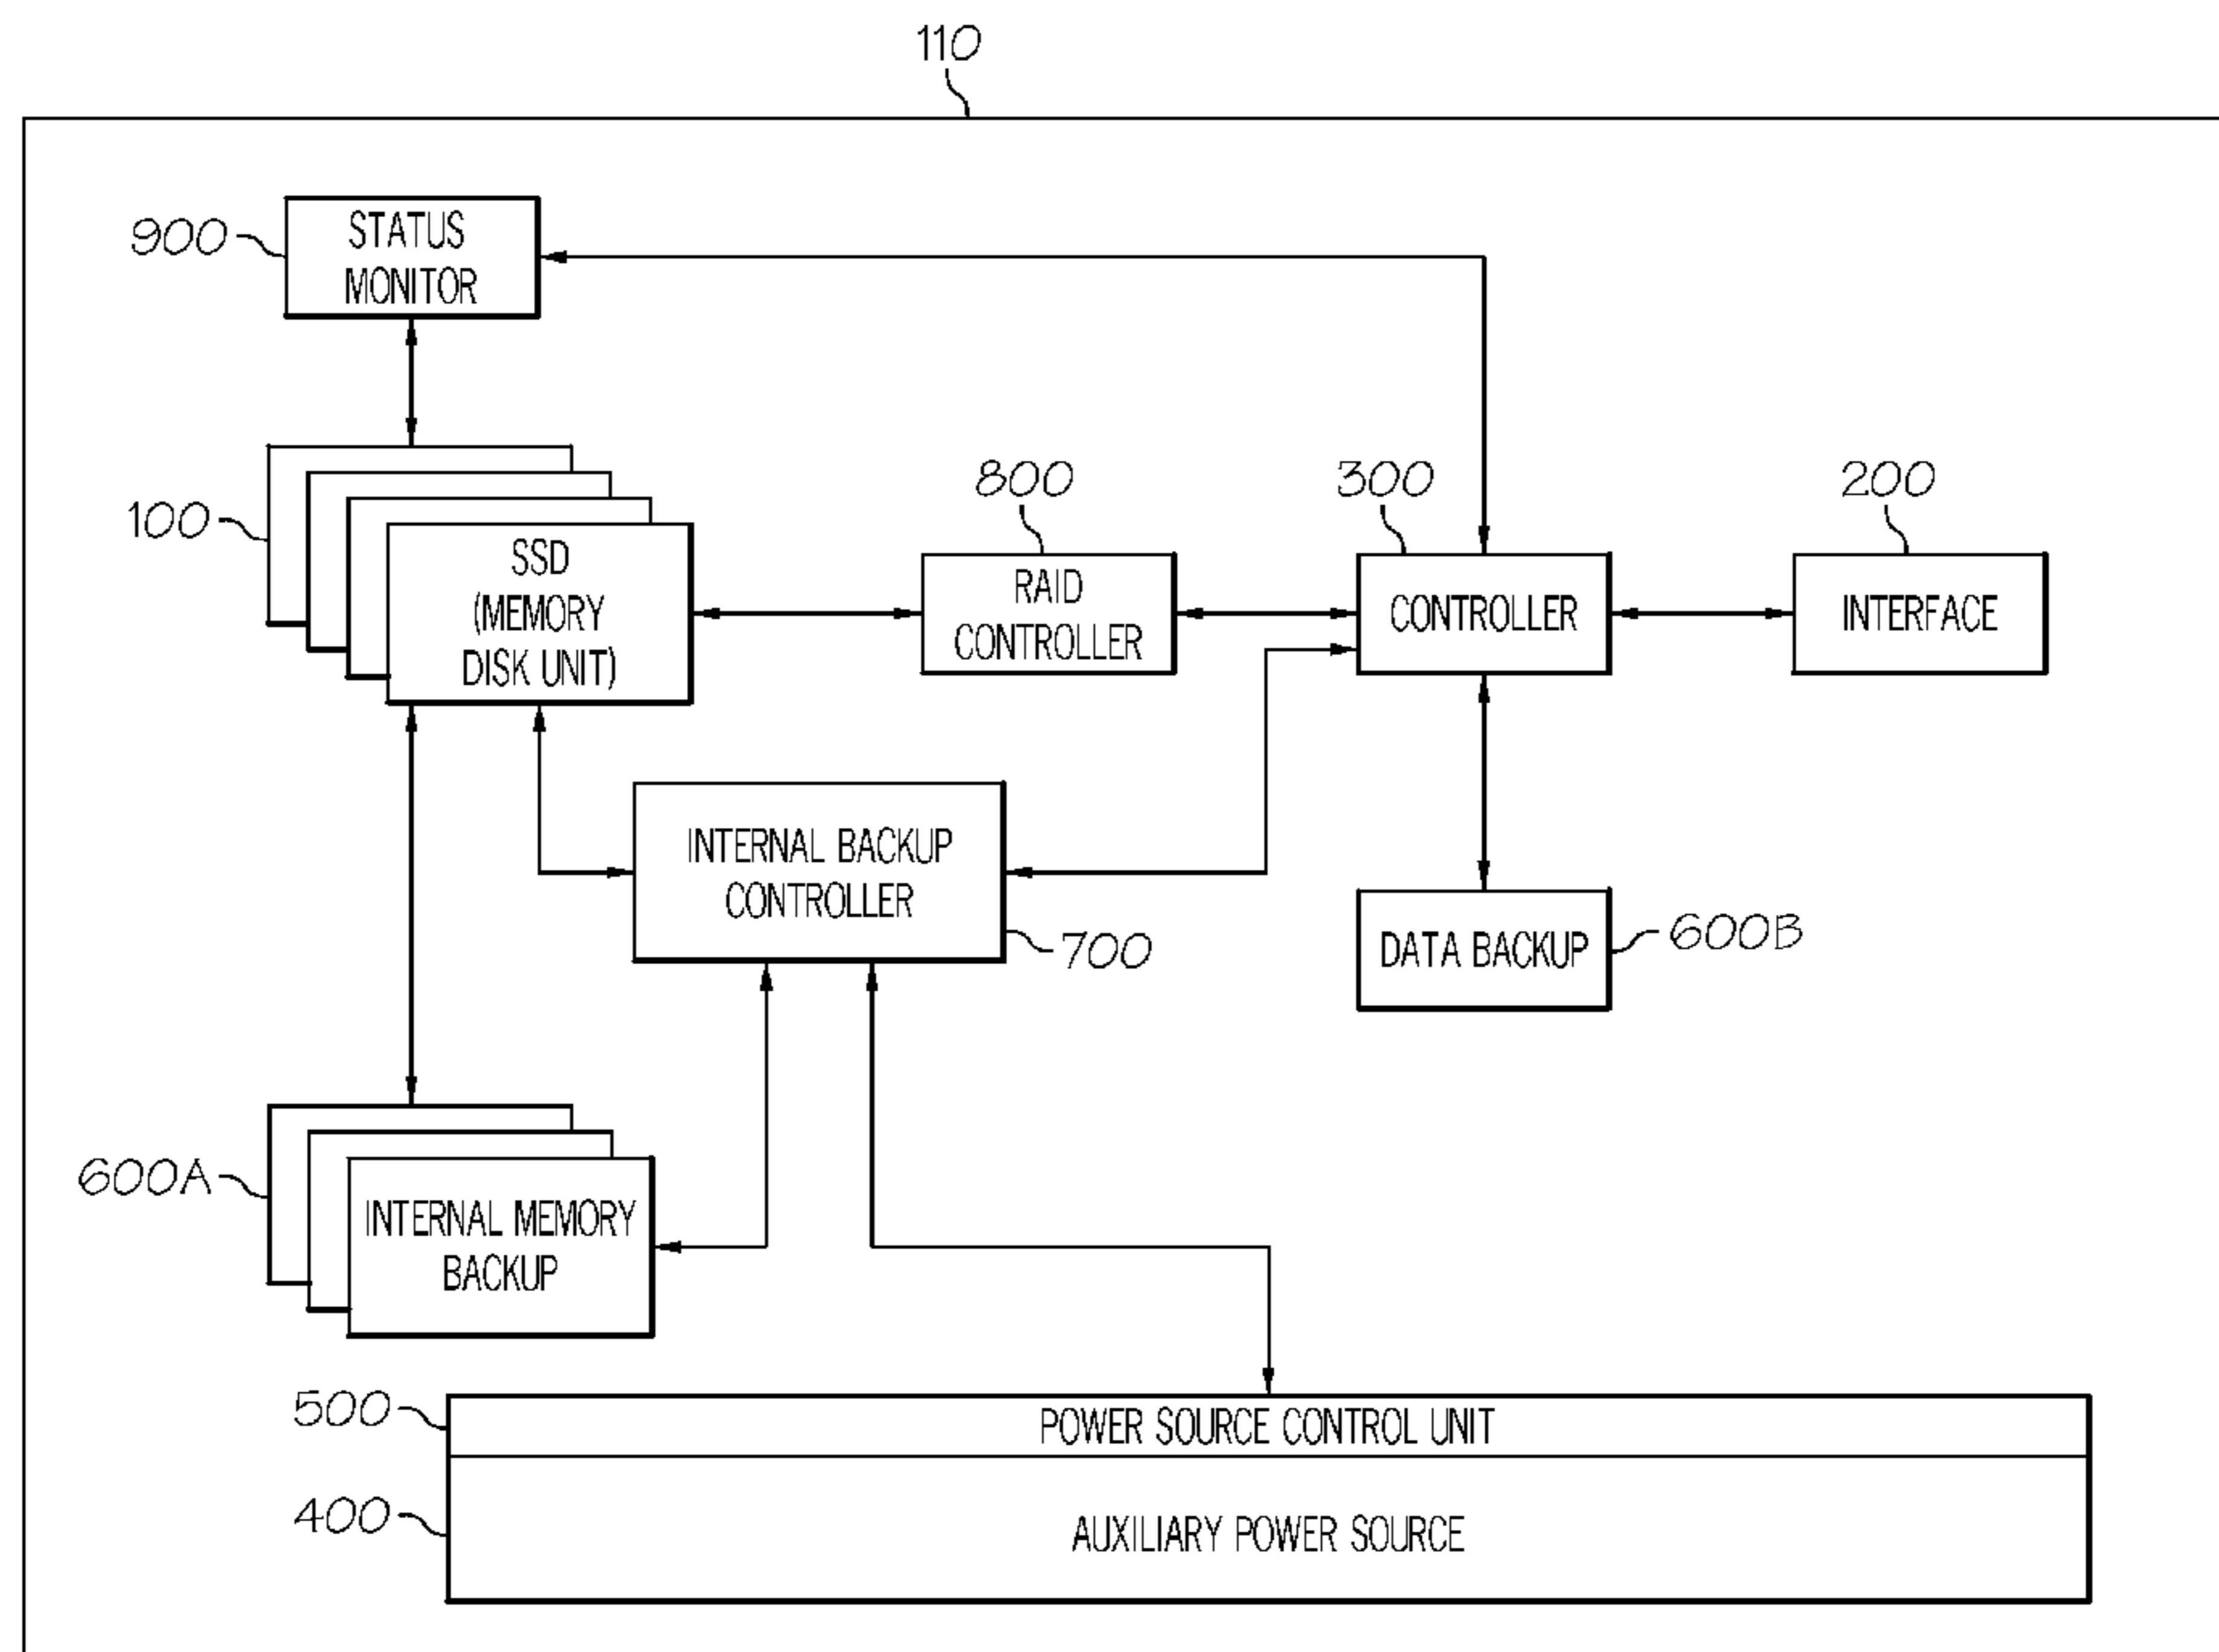 110
900
STATUS
MONITOR
100
SSD
(MEMORY
DISK UNIT)
800
RAID
CONTROLLER
300
CONTROLLER
200
INTERFACE
INTERNAL BACKUP
CONTROLLER
700
DATA BACKUP
600B
600A
INTERNAL MEMORY
BACKUP
500
POWER SOURCE CONTROL UNIT
400
AUXILIARY POWER SOURCE